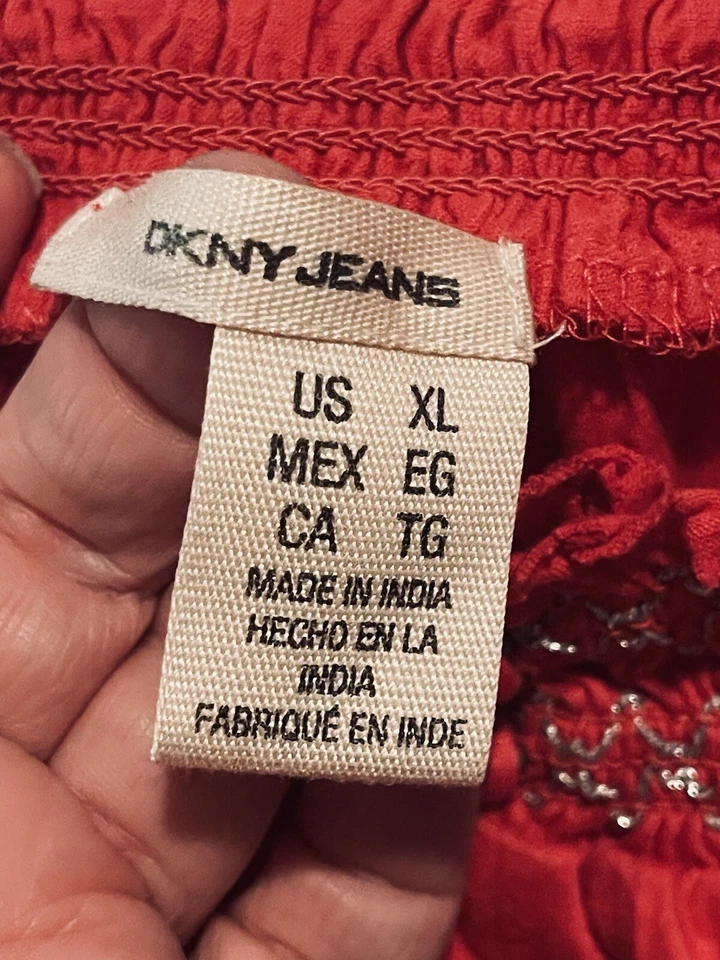 DKNY JEANS
US XL
MEX EG
CA TG
MADE IN INDIA
HECHO EN LA
INDIA
FABRIQUÉ EN INDE